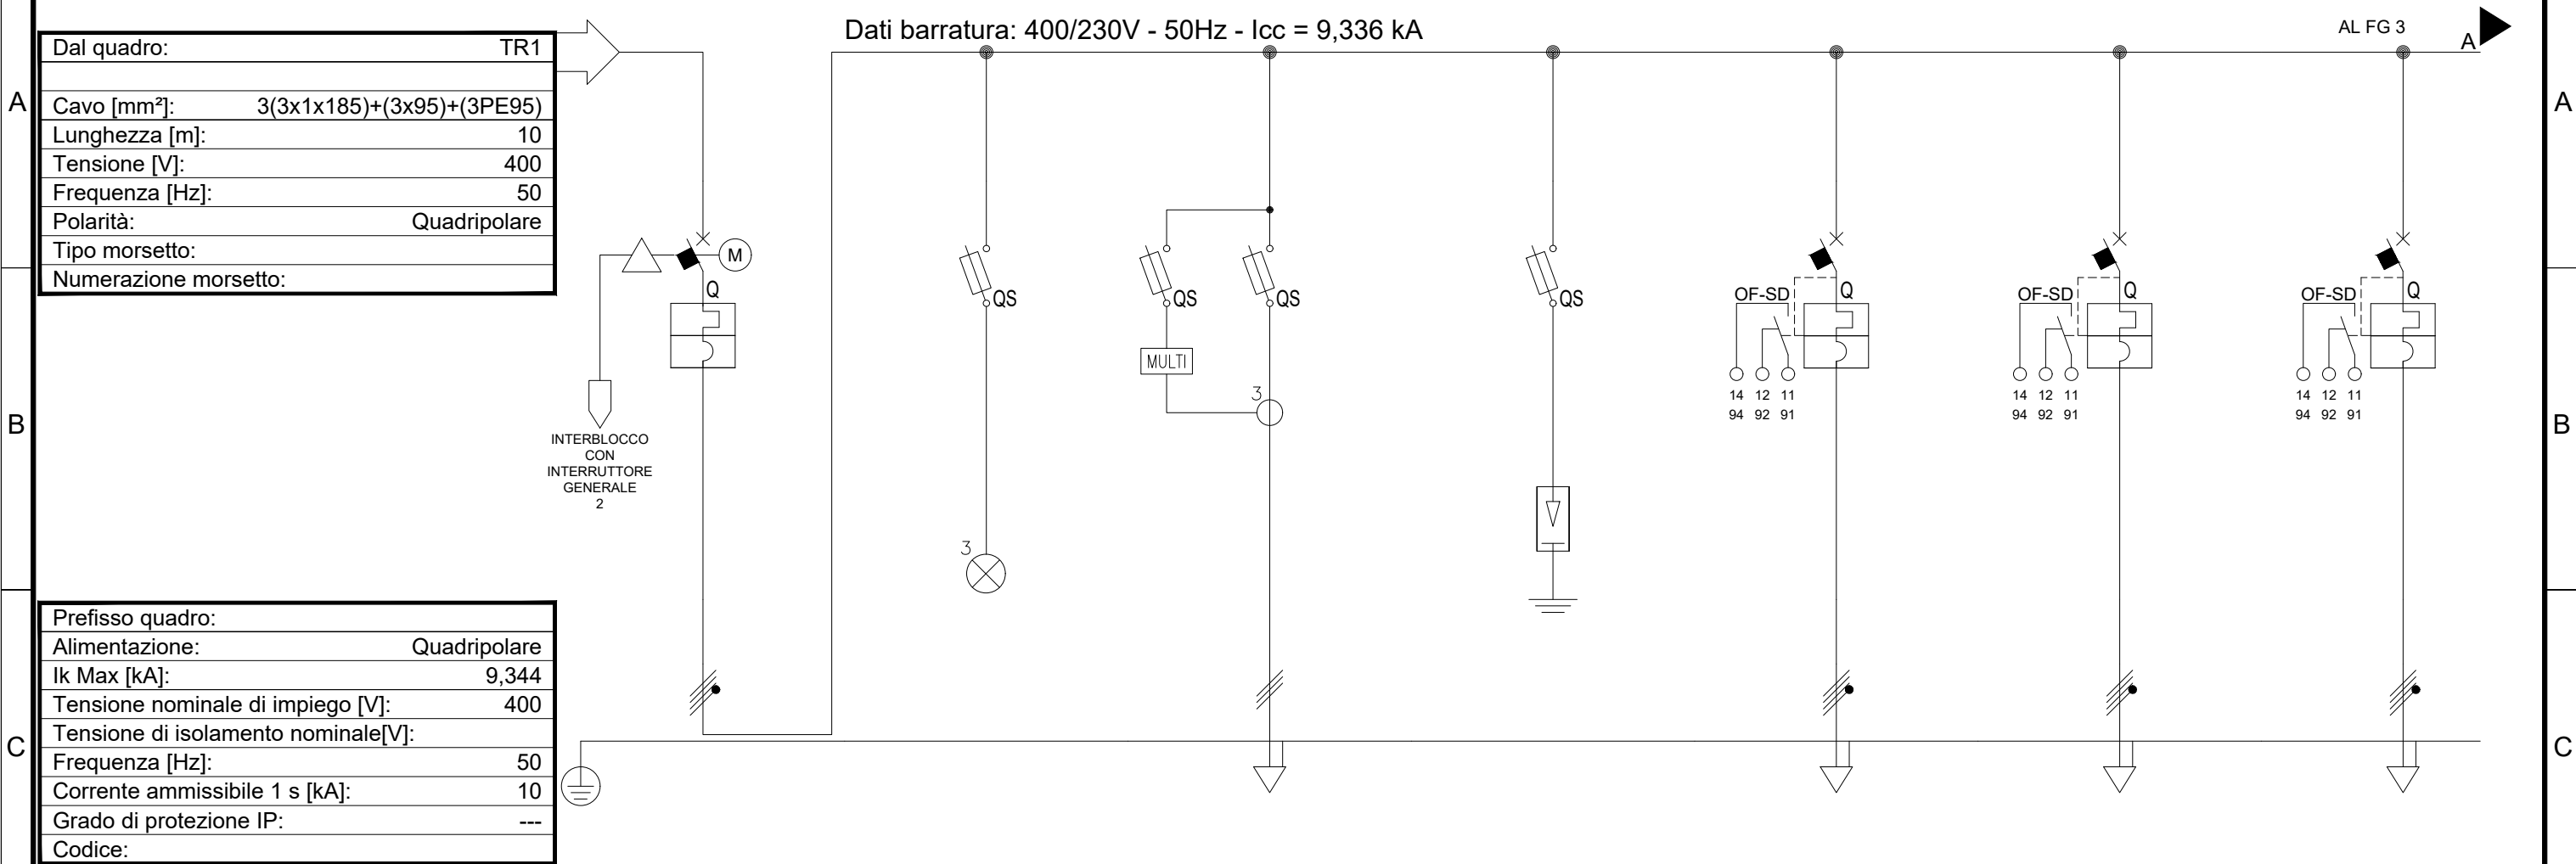 Dati barratura: 400/230V - 50Hz - Icc = 9,336 kA
AL FG 3
A
Dal quadro: TR1
Cavo [mm²]: 3(3x1x185)+(3x95)+(3PE95)
Lunghezza [m]: 10
Tensione [V]: 400
Frequenza [Hz]: 50
Polarità: Quadripolare
Tipo morsetto:
Numerazione morsetto:
A
A
M
Q
INTERBLOCCO
CON
INTERRUTTORE
GENERALE
2
QS
3
QS
QS
MULTI
3
QS
OF-SD
Q
14 12 11
94 92 91
OF-SD
Q
14 12 11
94 92 91
OF-SD
Q
14 12 11
94 92 91
B
B
Prefisso quadro:
Alimentazione: Quadripolare
Ik Max [kA]: 9,344
Tensione nominale di impiego [V]: 400
Tensione di isolamento nominale[V]:
Frequenza [Hz]: 50
Corrente ammissibile 1 s [kA]: 10
Grado di protezione IP: ---
Codice:
C
C